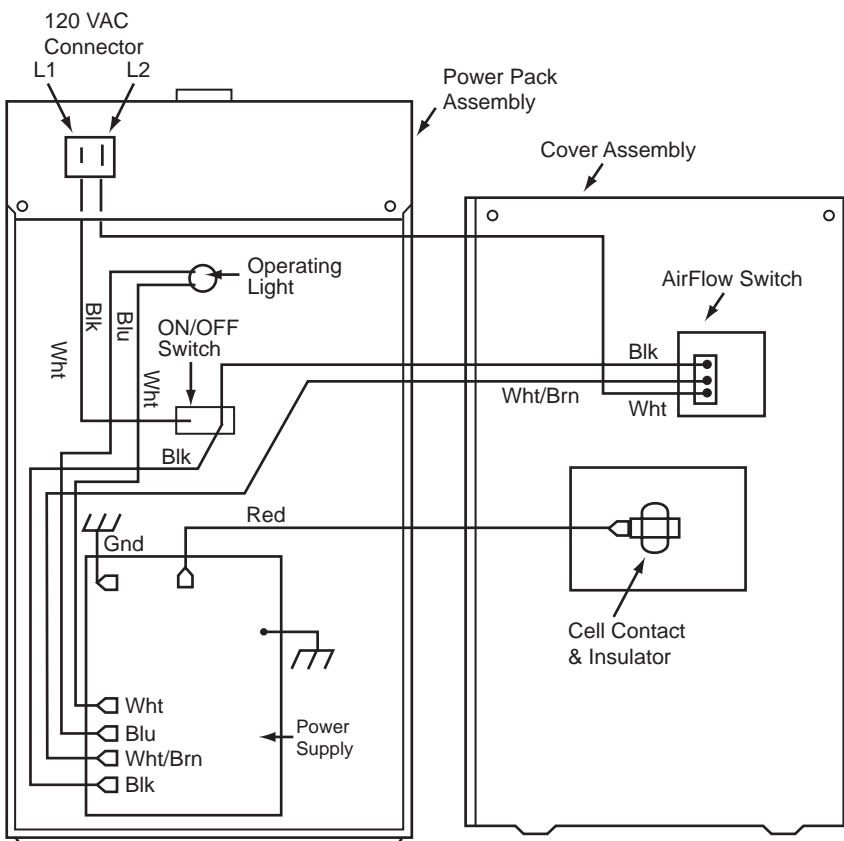 120 VAC
Connector
L1 L2
Power Pack
Assembly
Cover Assembly
Operating
Light
AirFlow Switch
Blk
Blu
ON/OFF
Switch
Wht
Wht
Blk
Wht/Brn
Wht
Blk
Red
Gnd
Cell Contact
& Insulator
Wht
Blu
Wht/Brn
Blk
Power
Supply